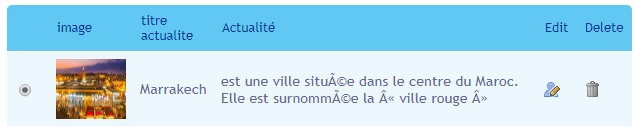 image
titre
actualite
Actualité
Edit
Delete
Marrakech
est une ville situÃ©e dans le centre du Maroc.
Elle est surnommÃ©e la Â« ville rouge Â»